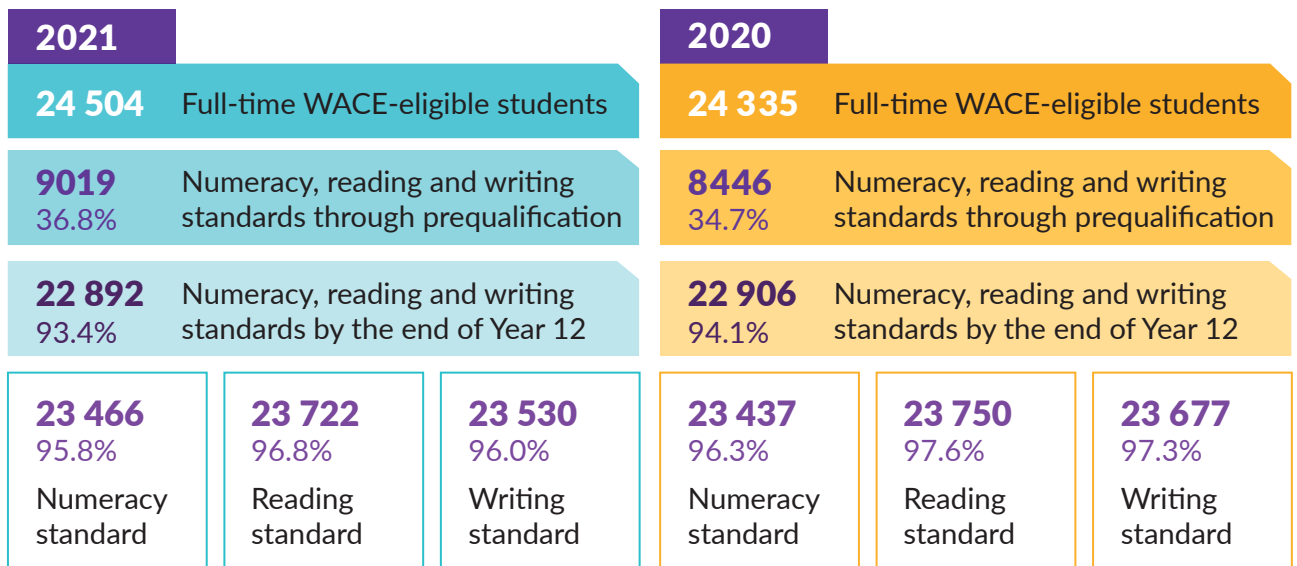 2021
24 504 Full-time WACE-eligible students
9019
36.8%
Numeracy, reading and writing
standards through prequalification
22 892
93.4%
Numeracy, reading and writing
standards by the end of Year 12
23 466
95.8%
Numeracy
standard
23 722
96.8%
Reading
standard
23 530
96.0%
Writing
standard
2020
24 335 Full-time WACE-eligible students
8446
34.7%
Numeracy, reading and writing
standards through prequalification
22 906
94.1%
Numeracy, reading and writing
standards by the end of Year 12
23 437
96.3%
Numeracy
standard
23 750
97.6%
Reading
standard
23 677
97.3%
Writing
standard